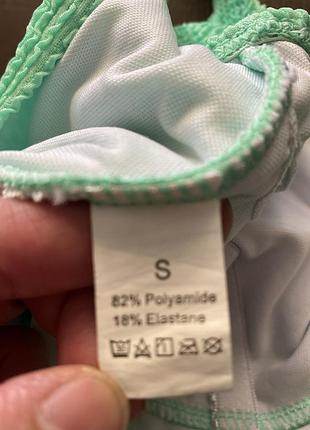 S
82% Polyamide
18% Elastane